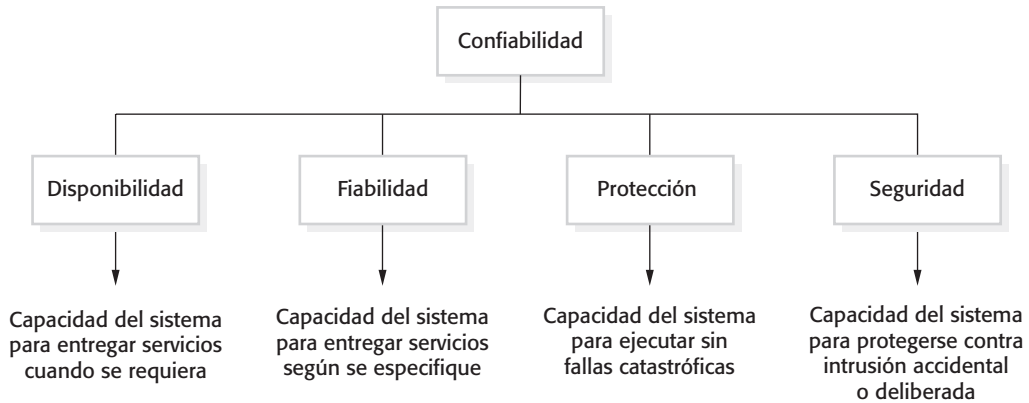 Confiabilidad
Disponibilidad
Fiabilidad
Protección
Seguridad
Capacidad del sistema
para entregar servicios
cuando se requiera
Capacidad del sistema
para entregar servicios
según se especifique
Capacidad del sistema
para ejecutar sin
fallas catastróficas
Capacidad del sistema
para protegerse contra
intrusión accidental
o deliberada